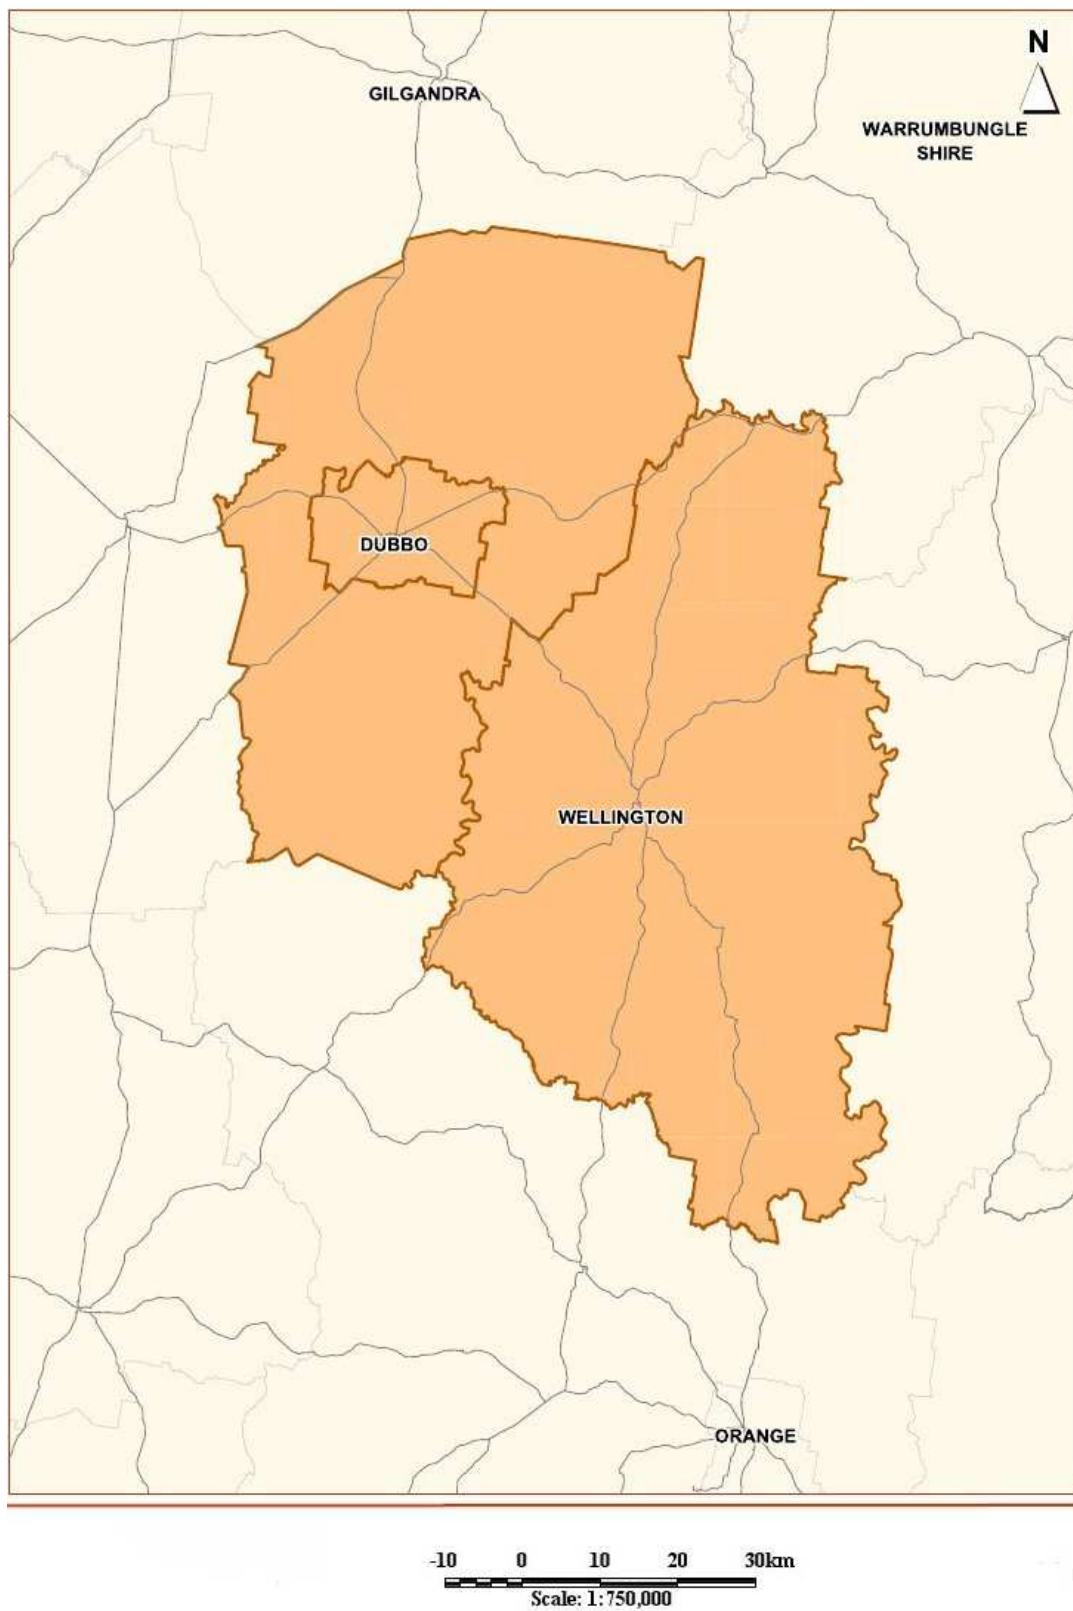 N
GILGANDRA
WARRUMBUNGLE
SHIRE
DUBBO
WELLINGTON
ORANGE
-10 0 10 20 30km
Scale: 1:750,000